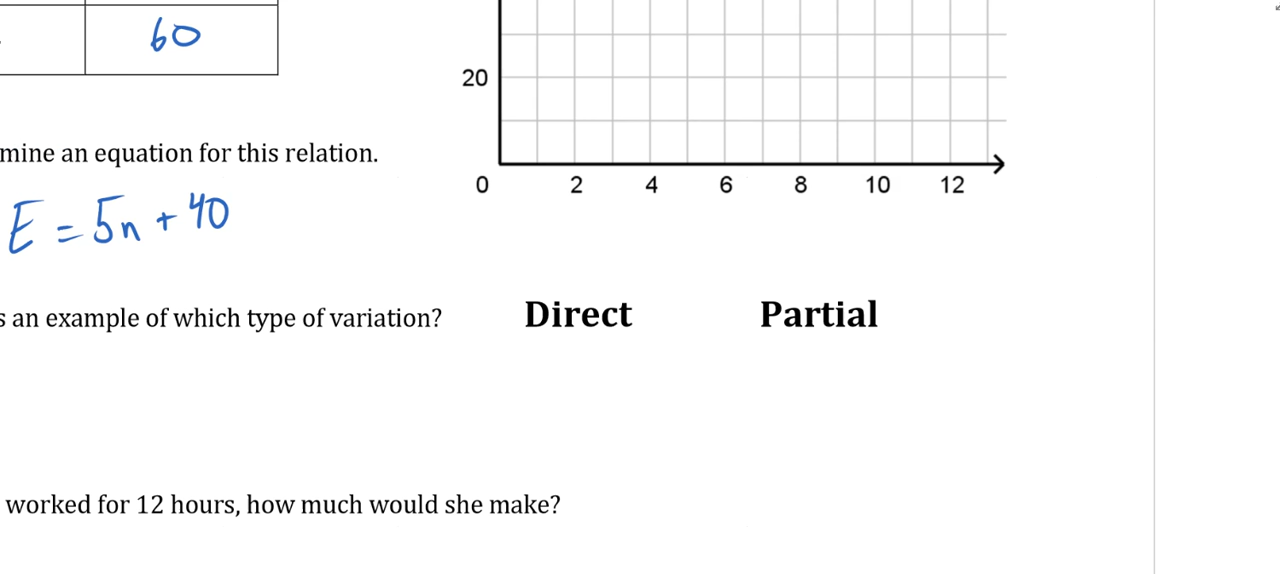 60
20
mine an equation for this relation.
0 2 4 6 8 10 12
E = 5n + 40
s an example of which type of variation? Direct Partial
worked for 12 hours, how much would she make?